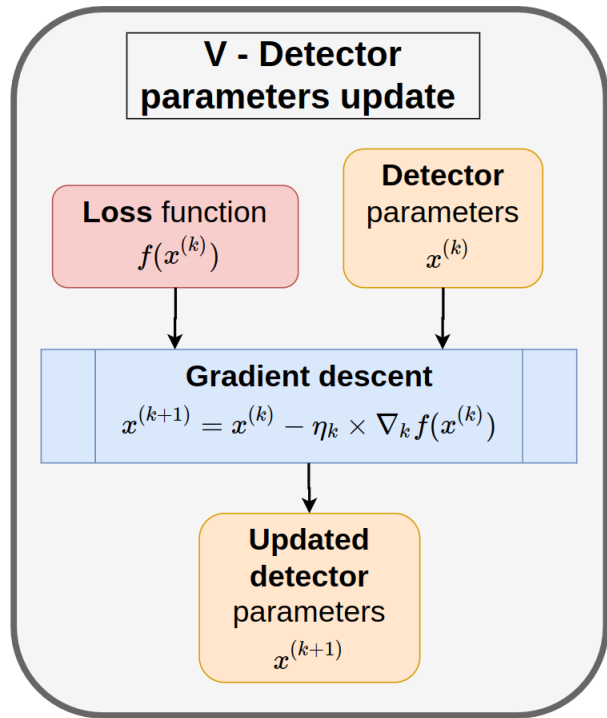 V - Detector
parameters update
Loss function
f(x^{(k)})
Detector
parameters
x^{(k)}
Gradient descent
x^{(k+1)} = x^{(k)} − η_k × ∇_k f(x^{(k)})
Updated
detector
parameters
x^{(k+1)}